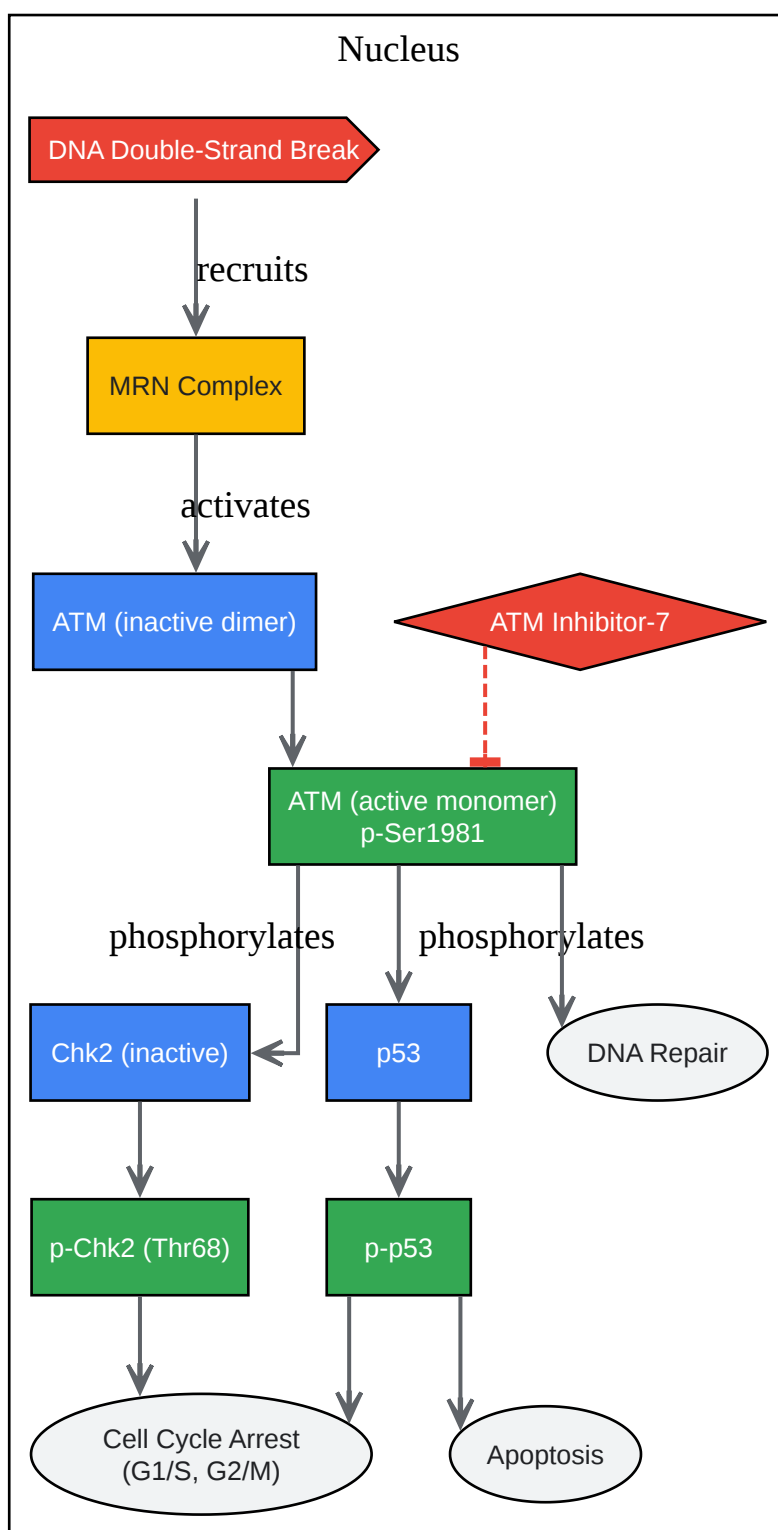 Nucleus
DNA Double-Strand Break
recruits
MRN Complex
activates
ATM (inactive dimer)
ATM Inhibitor-7
ATM (active monomer)
p-Ser1981
phosphorylates
phosphorylates
Chk2 (inactive)
p53
DNA Repair
p-Chk2 (Thr68)
p-p53
Cell Cycle Arrest
(G1/S, G2/M)
Apoptosis